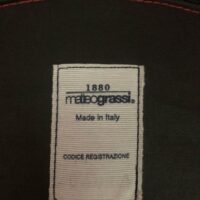 1880
matteograssi®
Made in Italy
CODICE REGISTRAZIONE